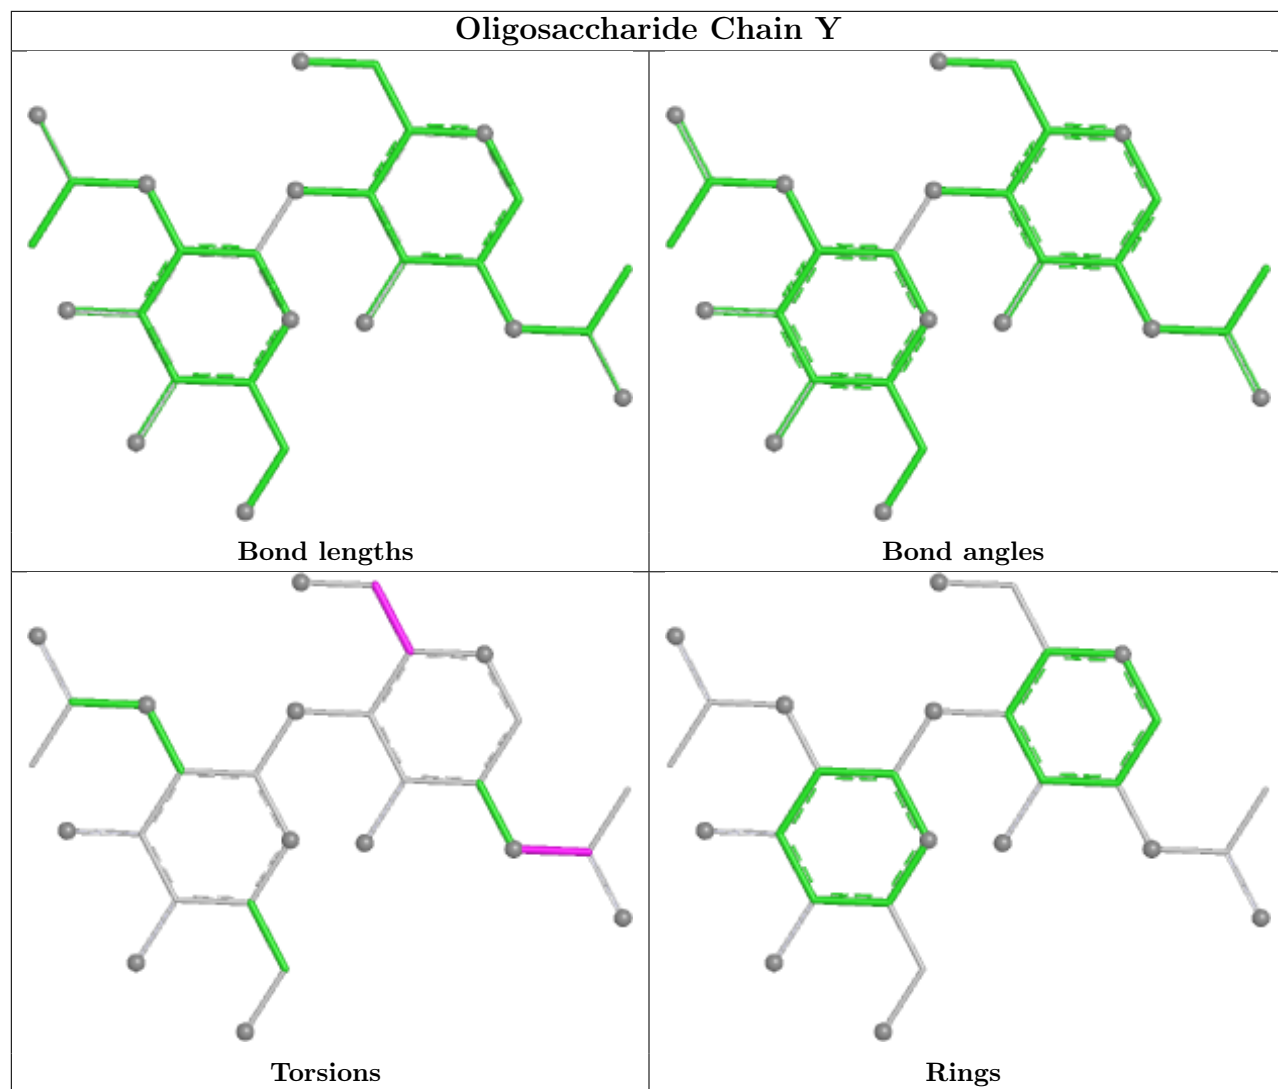 Oligosaccharide Chain Y
Bond lengths
Bond angles
Torsions
Rings